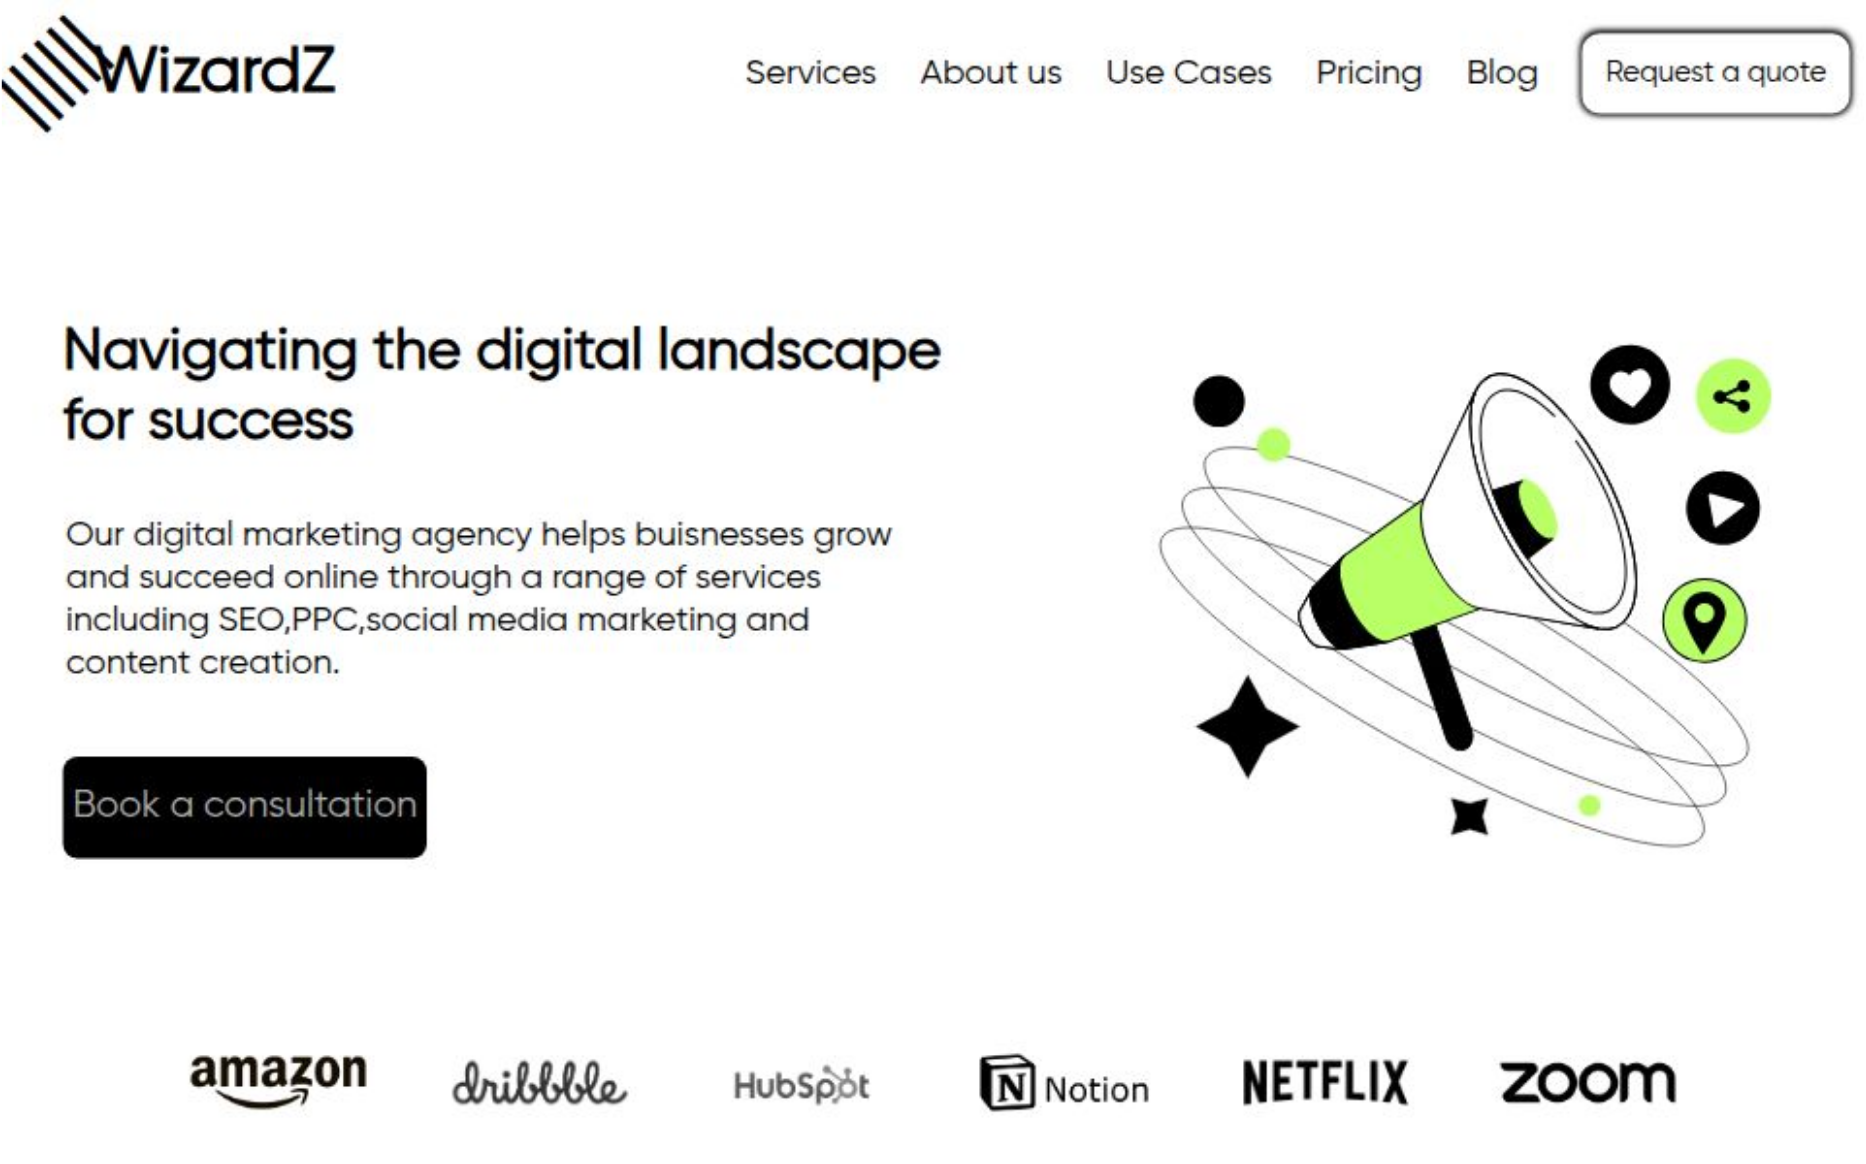 WizardZ
Services
About us
Use Cases
Pricing
Blog
Request a quote
Navigating the digital landscape
for success
Our digital marketing agency helps buisnesses grow
and succeed online through a range of services
including SEO,PPC,social media marketing and
content creation.
Book a consultation
amazon
dribbble
HubSpot
N Notion
NETFLIX
zoom